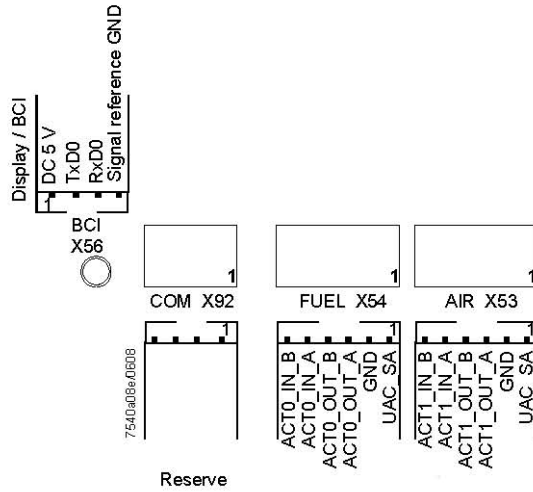 Display / BCI
DC 5 V
TxD0
RxD0
Signal reference GND
1
BCI
X56
1
COM X92
1
FUEL X54
1
AIR X53
1
1
1
7540a08e/0608
ACT0_IN_B
ACT0_IN_A
ACT0_OUT_B
ACT0_OUT_A
GND
UAC_SA
ACT1_IN_B
ACT1_IN_A
ACT1_OUT_B
ACT1_OUT_A
GND
UAC_SA
Reserve